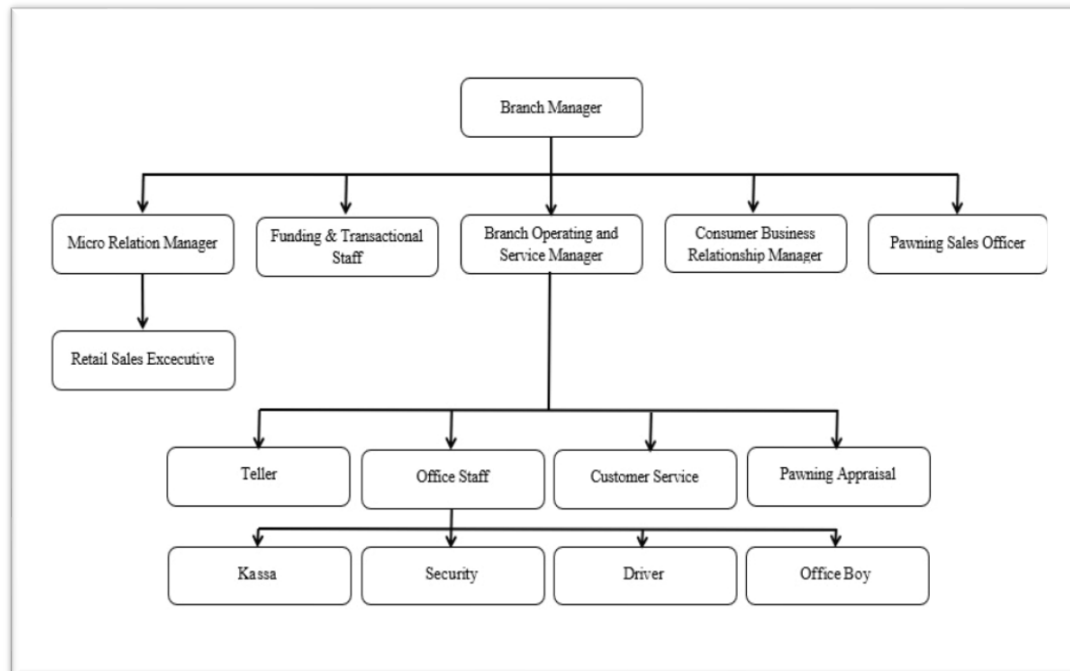 Branch Manager
Micro Relation Manager
Funding & Transactional
Staff
Branch Operating and
Service Manager
Consumer Business
Relationship Manager
Pawning Sales Officer
Retail Sales Excecutive
Teller
Office Staff
Customer Service
Pawning Appraisal
Kassa
Security
Driver
Office Boy